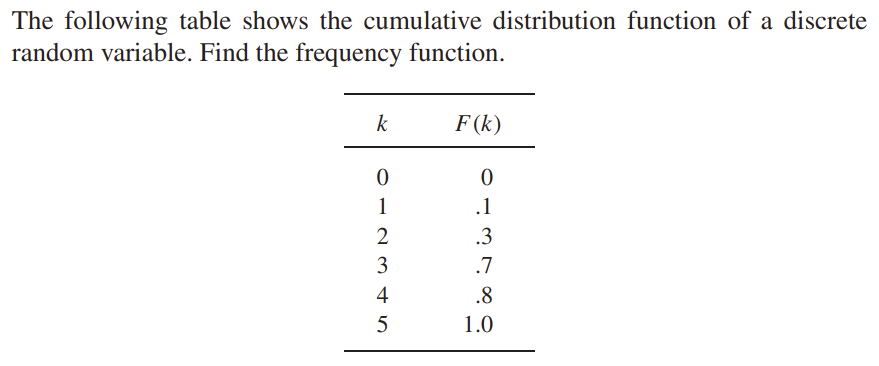 The following table shows the cumulative distribution function of a discrete
random variable. Find the frequency function.
k F(k)
0 0
1 .1
2 .3
3 .7
4 .8
5 1.0